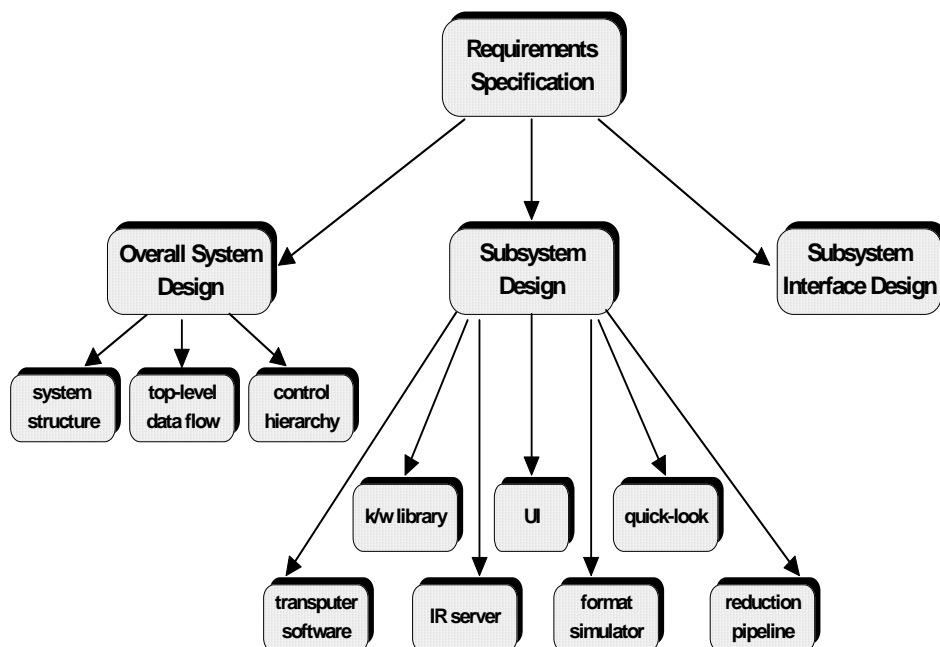 Requirements
Specification
Overall System
Design
Subsystem
Design
Subsystem
Interface Design
system
structure
top-level
data flow
control
hierarchy
k/w library
UI
quick-look
transputer
software
IR server
format
simulator
reduction
pipeline